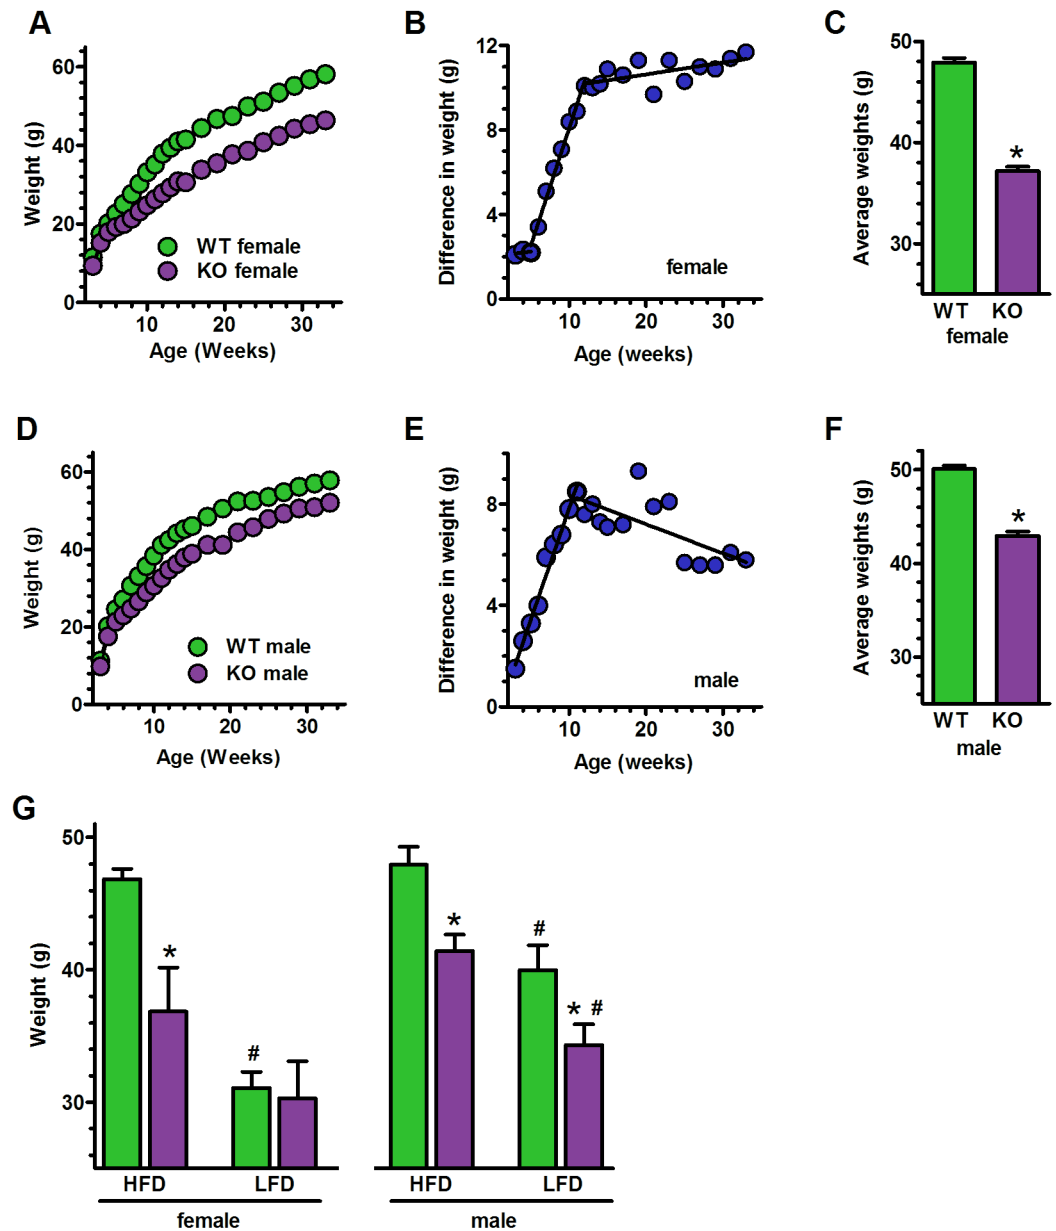 A
Weight (g)
60
40
20
0
WT female
KO female
10 20 30
Age (Weeks)
B
Difference in weight (g)
12
8
4
0
female
10 20 30
Age (weeks)
C
Average weights (g)
50
40
30
*
WT KO
female
D
Weight (g)
60
40
20
0
WT male
KO male
10 20 30
Age (Weeks)
E
Difference in weight (g)
8
4
0
male
10 20 30
Age (weeks)
F
Average weights (g)
50
40
30
*
WT KO
male
G
Weight (g)
50
40
30
*
#
*
#
* #
HFD LFD HFD LFD
female male